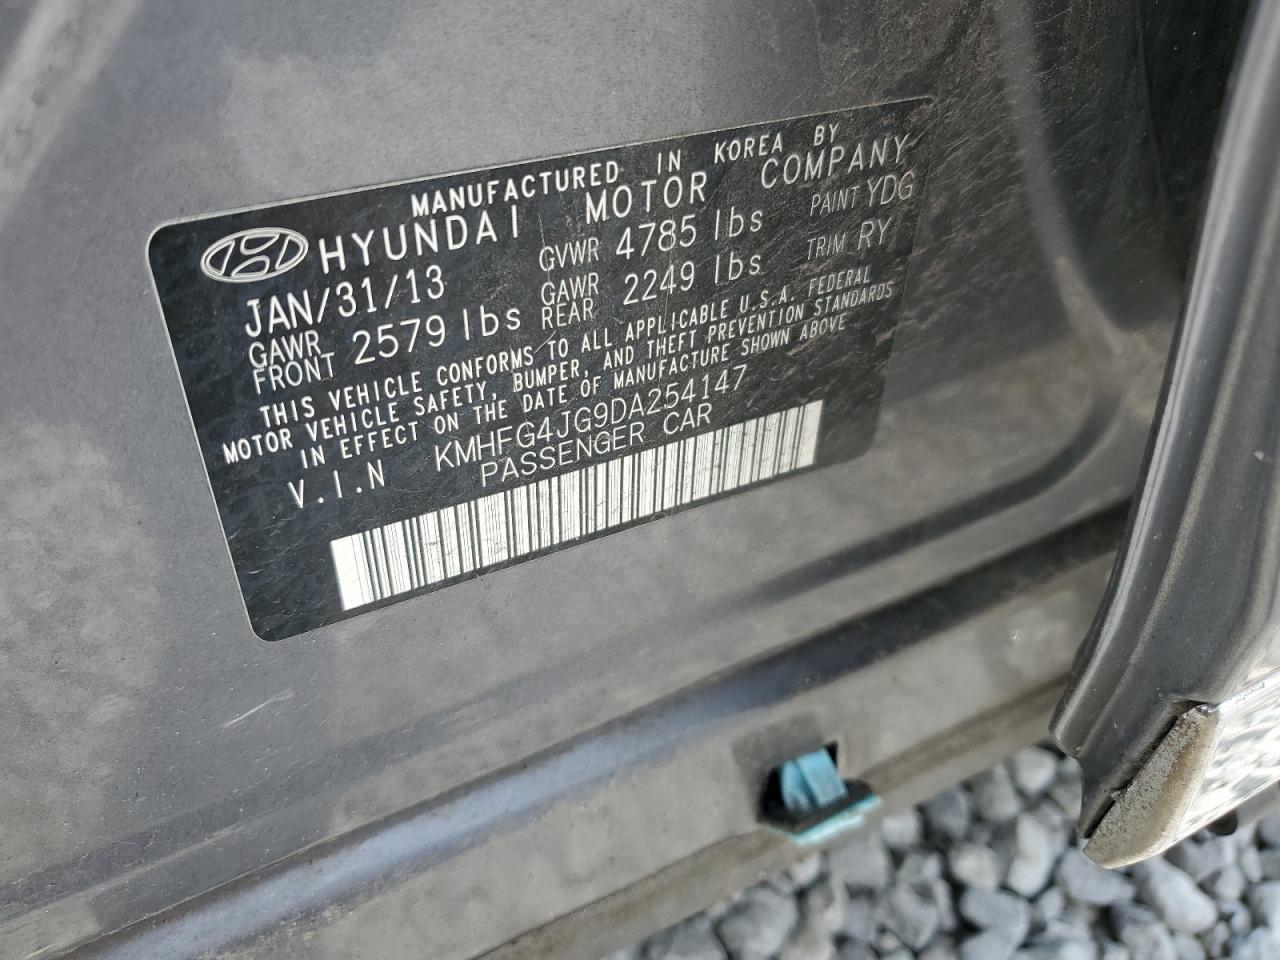 MANUFACTURED IN KOREA BY
HYUNDAI MOTOR COMPANY
JAN/31/13 GVWR 4785 lbs PAINT YDG
GAWR FRONT 2579 lbs GAWR REAR 2249 lbs TRIM RY
THIS VEHICLE CONFORMS TO ALL APPLICABLE U.S.A. FEDERAL
MOTOR VEHICLE SAFETY, BUMPER, AND THEFT PREVENTION STANDARDS
IN EFFECT ON THE DATE OF MANUFACTURE SHOWN ABOVE
V.I.N KMHFG4JG9DA254147
PASSENGER CAR